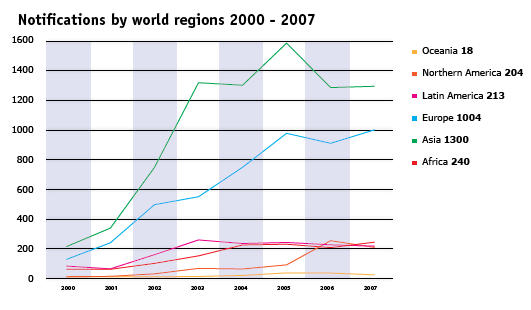 Notifications by world regions 2000 - 2007
1600
1400
1200
1000
800
600
400
200
0
2000 2001 2002 2003 2004 2005 2006 2007
Oceania 18
Northern America 204
Latin America 213
Europe 1004
Asia 1300
Africa 240